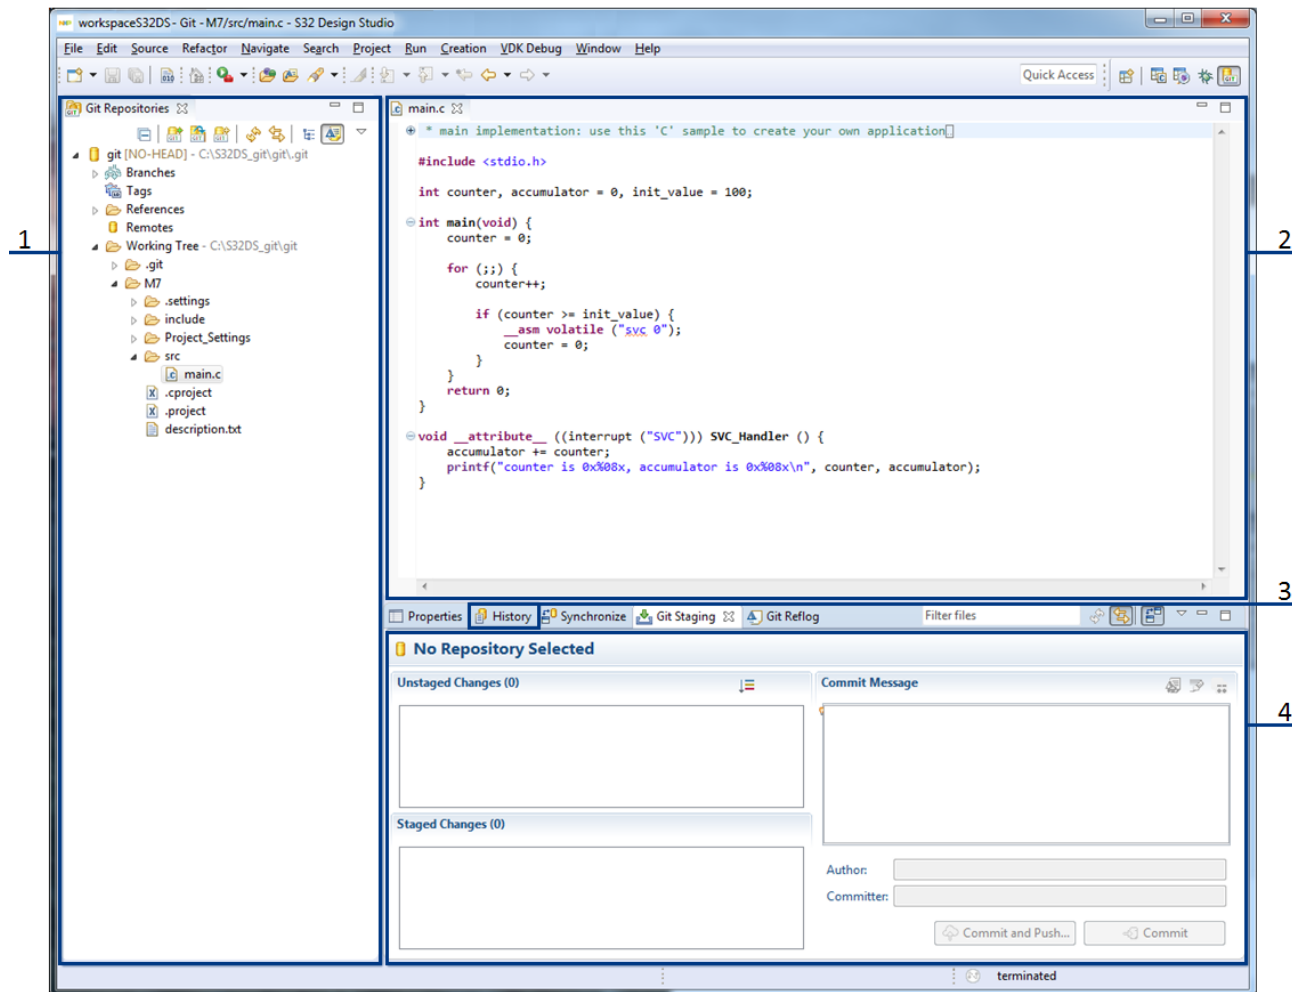 workspaceS32DS - Git - M7/src/main.c - S32 Design Studio
File Edit Source Refactor Navigate Search Project Run Creation VDK Debug Window Help
Quick Access
Git Repositories
git [NO-HEAD] - C:\S32DS_git\git\.git
Branches
Tags
References
Remotes
Working Tree - C:\S32DS_git\git
.git
M7
.settings
include
Project_Settings
src
main.c
.cproject
.project
description.txt
1
main.c
* main implementation: use this 'C' sample to create your own application
#include <stdio.h>
int counter, accumulator = 0, init_value = 100;
int main(void) {
counter = 0;
for (;;) {
counter++;
if (counter >= init_value) {
__asm volatile ("svc 0");
counter = 0;
}
}
return 0;
}
void __attribute__ ((interrupt ("SVC"))) SVC_Handler () {
accumulator += counter;
printf("counter is 0x%08x, accumulator is 0x%08x\n", counter, accumulator);
}
2
3
Properties History Synchronize Git Staging Git Reflog Filter files
No Repository Selected
Unstaged Changes (0)
Staged Changes (0)
Commit Message
4
Author:
Committer:
Commit and Push... Commit
terminated